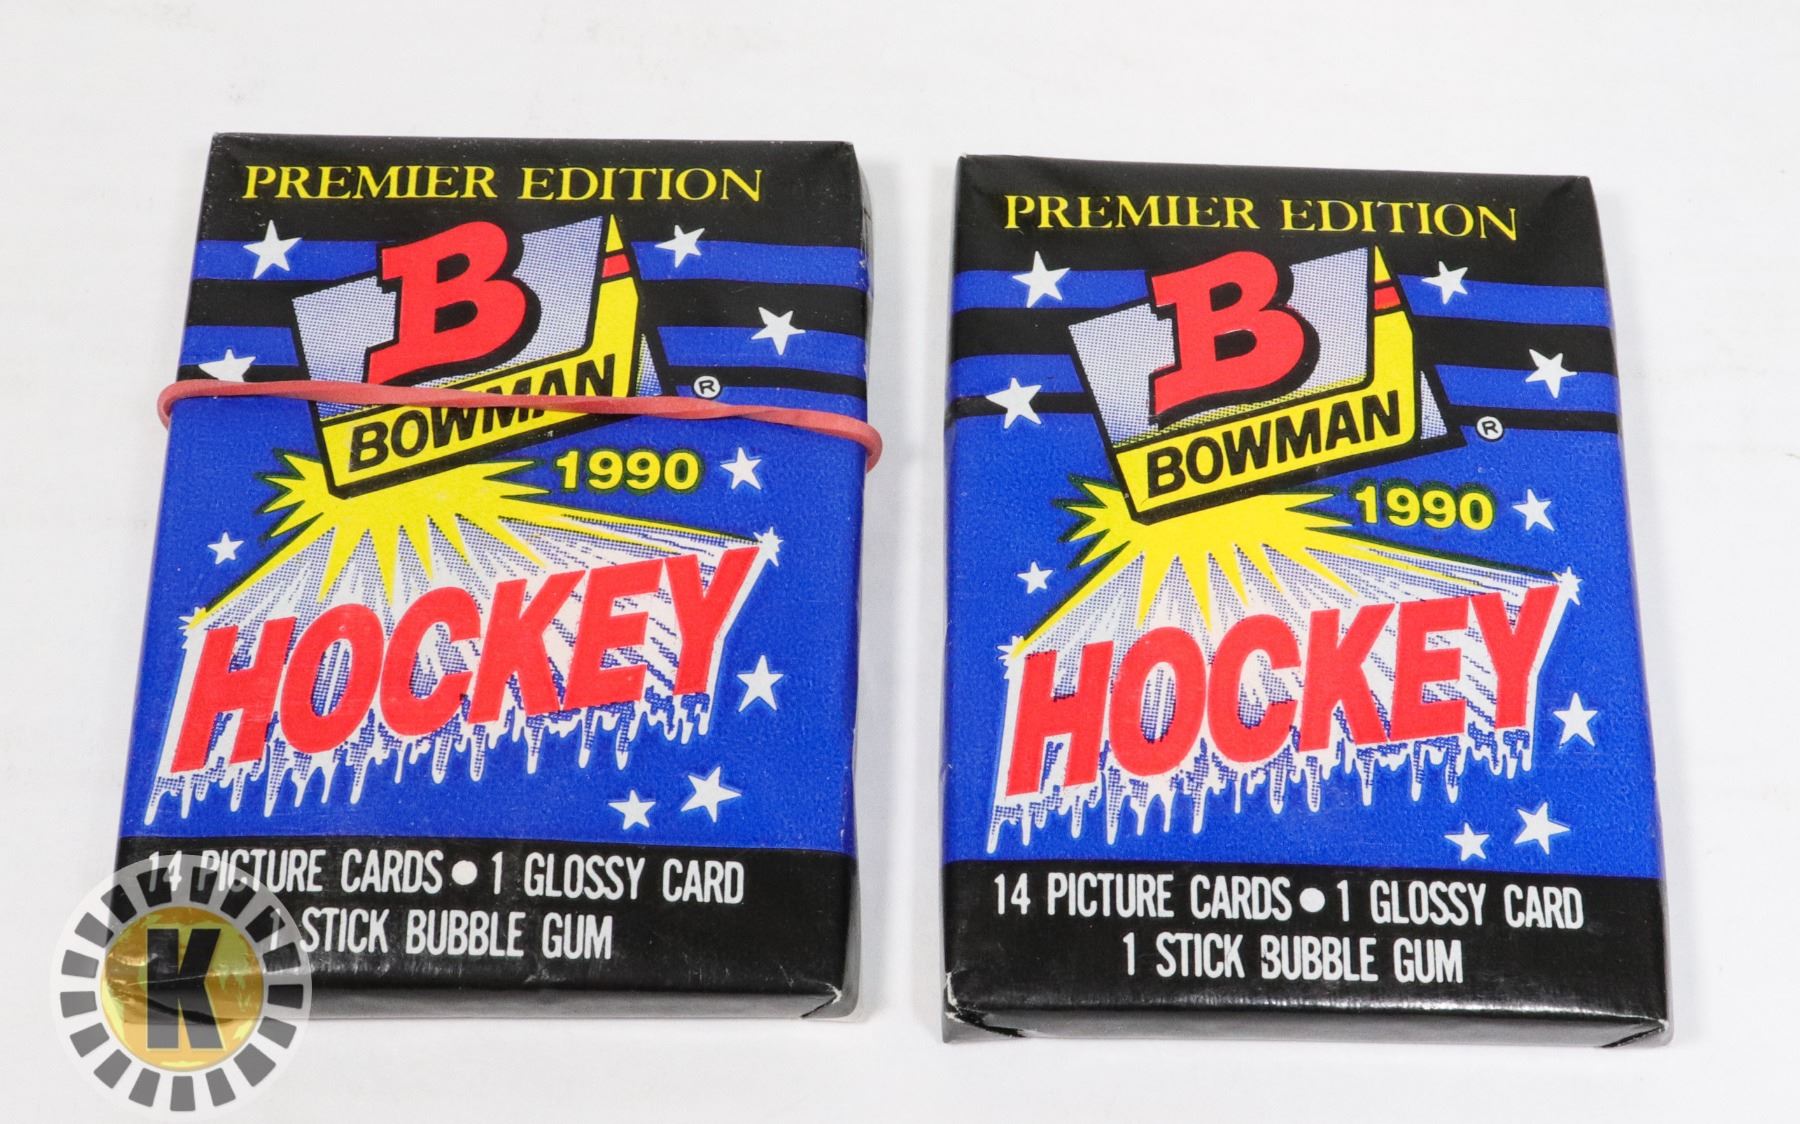 PREMIER EDITION
B
BOWMAN ®
1990
HOCKEY
14 PICTURE CARDS • 1 GLOSSY CARD
1 STICK BUBBLE GUM
K
PREMIER EDITION
B
BOWMAN ®
1990
HOCKEY
14 PICTURE CARDS • 1 GLOSSY CARD
1 STICK BUBBLE GUM